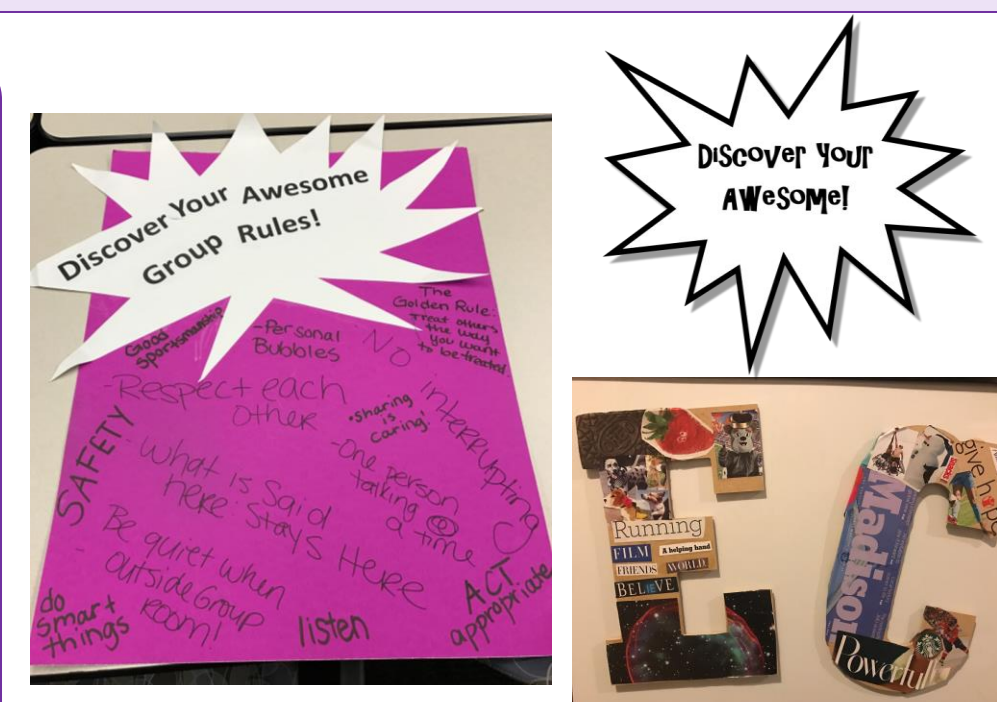 Discover Your Awesome
Group Rules!
Good
sportsmanship
-Personal
Bubbles
NO
interrupting
The
Golden Rule:
Treat others
the way
you want
to be treated
-Respect each
other
•sharing
is
caring!
SAFETY
-What is Said
here Stays Here
-One person
talking @
a time
Be quiet when
outside Group
room!
do
smart
things
listen
ACT
appropriate
Discover Your
Awesome!
Running
FILM
A helping hand
FRIENDS
WORLD
BELIEVE
give hope
Madison
Powerful